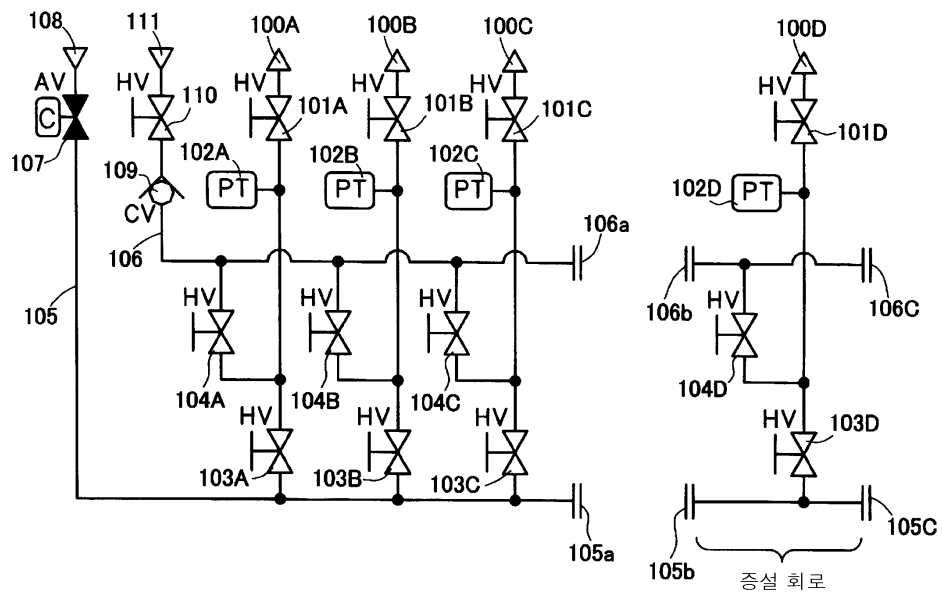 108 111 100A 100B 100C 100D
AV HV HV HV HV HV
C 110 101A 101B 101C 101D
107
109 102A 102B 102C 102D
PT PT PT PT
CV
106 106a
106b 106C
105
HV HV HV HV
104A 104B 104C 104D
HV HV HV HV
103A 103B 103C 103D
105a
105b 105C
증설 회로